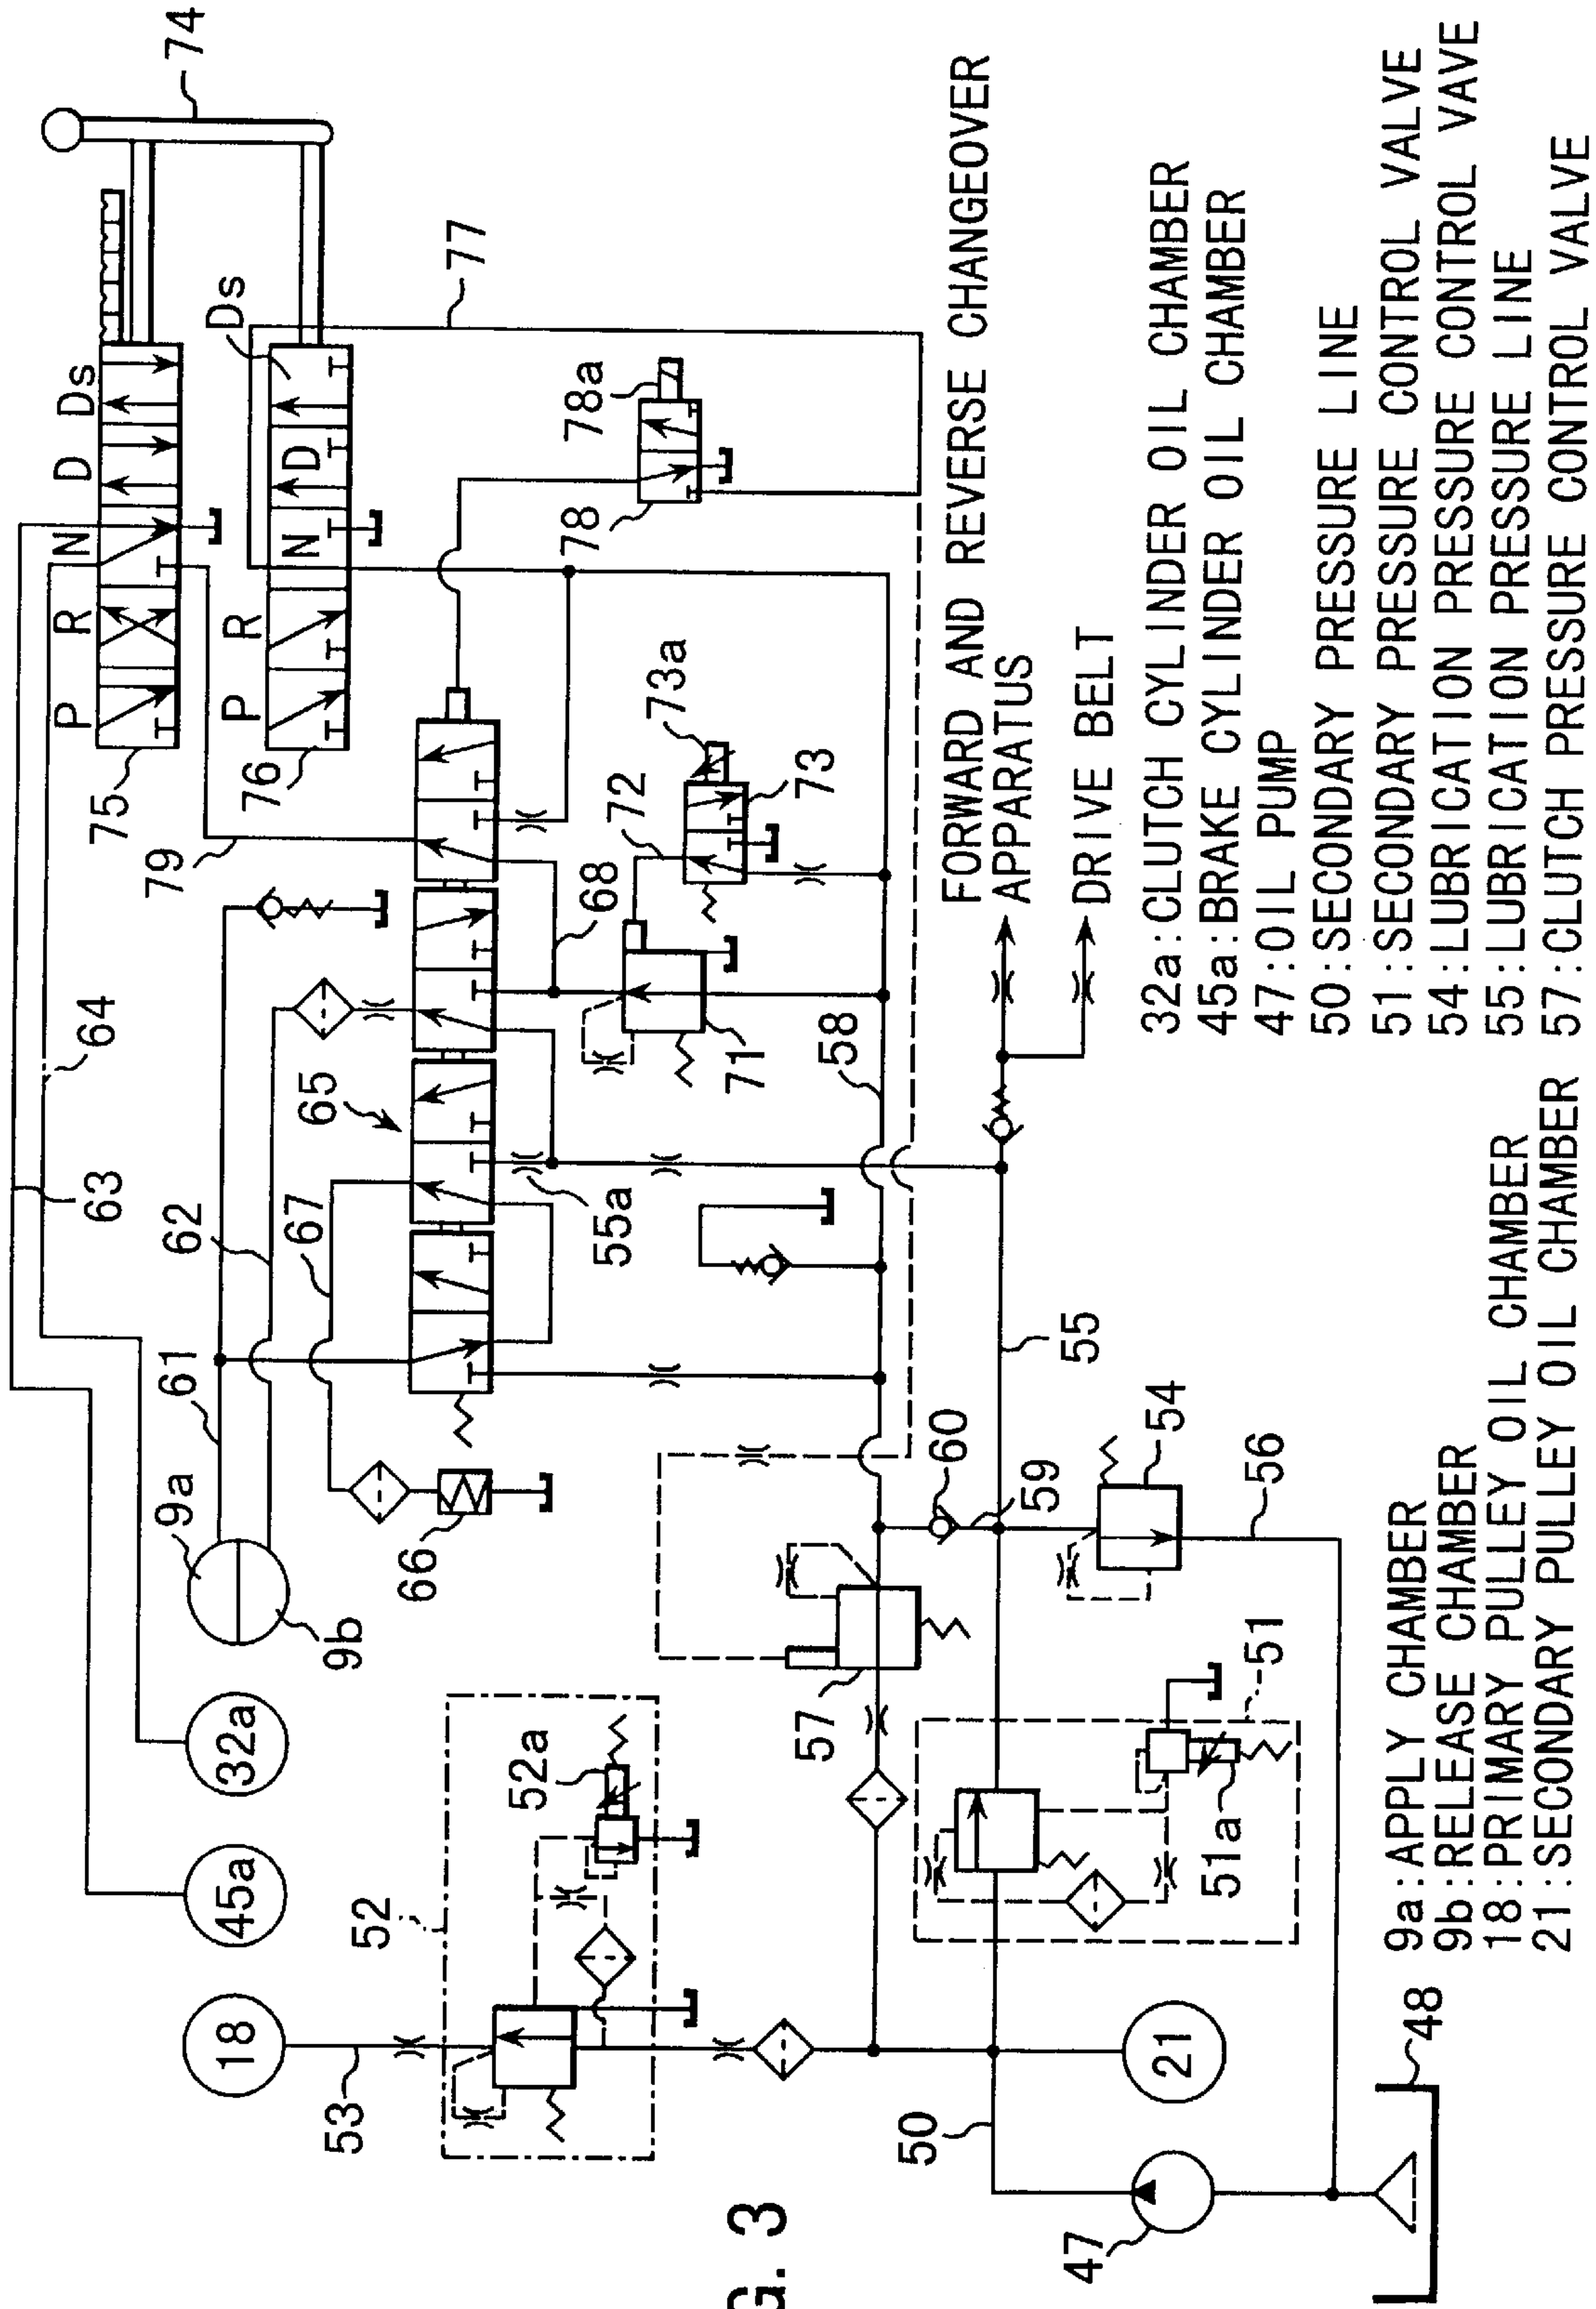 G. 3
18
53
45a
32a
9a
9b
61
62
63
64
67
66
65
55a
52
52a
57
58
68
79
71
72
73
73a
74
75
P R N D Ds
76
P R N D
Ds
77
78
78a
47
48
50
21
51
51a
54
55
56
59
60
FORWARD AND REVERSE CHANGEOVER
APPARATUS
DRIVE BELT
9a:APPLY CHAMBER
9b:RELEASE CHAMBER
18:PRIMARY PULLEY OIL CHAMBER
21:SECONDARY PULLEY OIL CHAMBER
32a:CLUTCH CYLINDER OIL CHAMBER
45a:BRAKE CYLINDER OIL CHAMBER
47:OIL PUMP
50:SECONDARY PRESSURE LINE
51:SECONDARY PRESSURE CONTROL VALVE
54:LUBRICATION PRESSURE CONTROL VAVE
55:LUBRICATION PRESSURE LINE
57:CLUTCH PRESSURE CONTROL VALVE